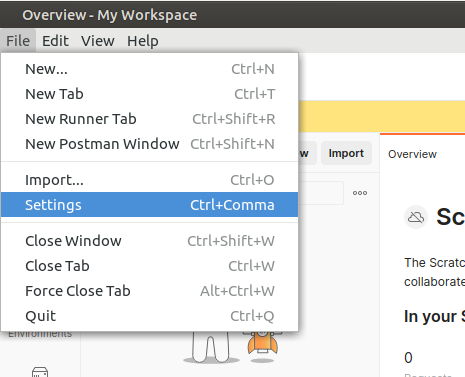 Overview - My Workspace
File Edit View Help
New... Ctrl+N
New Tab Ctrl+T
New Runner Tab Ctrl+Shift+R
New Postman Window Ctrl+Shift+N
Import... Ctrl+O
Settings Ctrl+Comma
Close Window Ctrl+Shift+W
Close Tab Ctrl+W
Force Close Tab Alt+Ctrl+W
Quit Ctrl+Q
Environments
w Import
Overview
Sc
The Scratc
collaborate
In your S
0